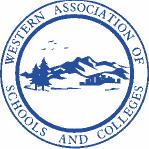 WESTERN ASSOCIATION OF
SCHOOLS AND COLLEGES